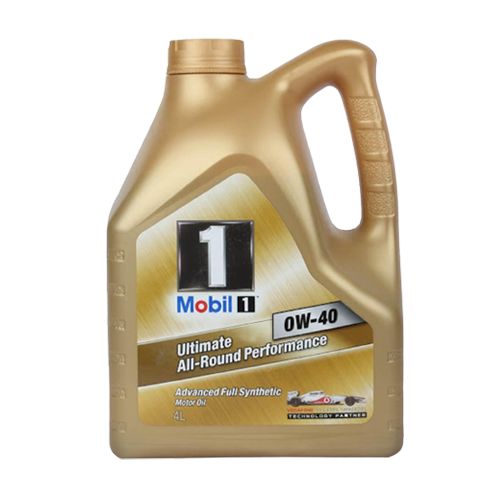 1
Mobil 1
0W-40
Ultimate
All-Round Performance
Advanced Full Synthetic
Motor Oil
4L
TECHNOLOGY PARTNER